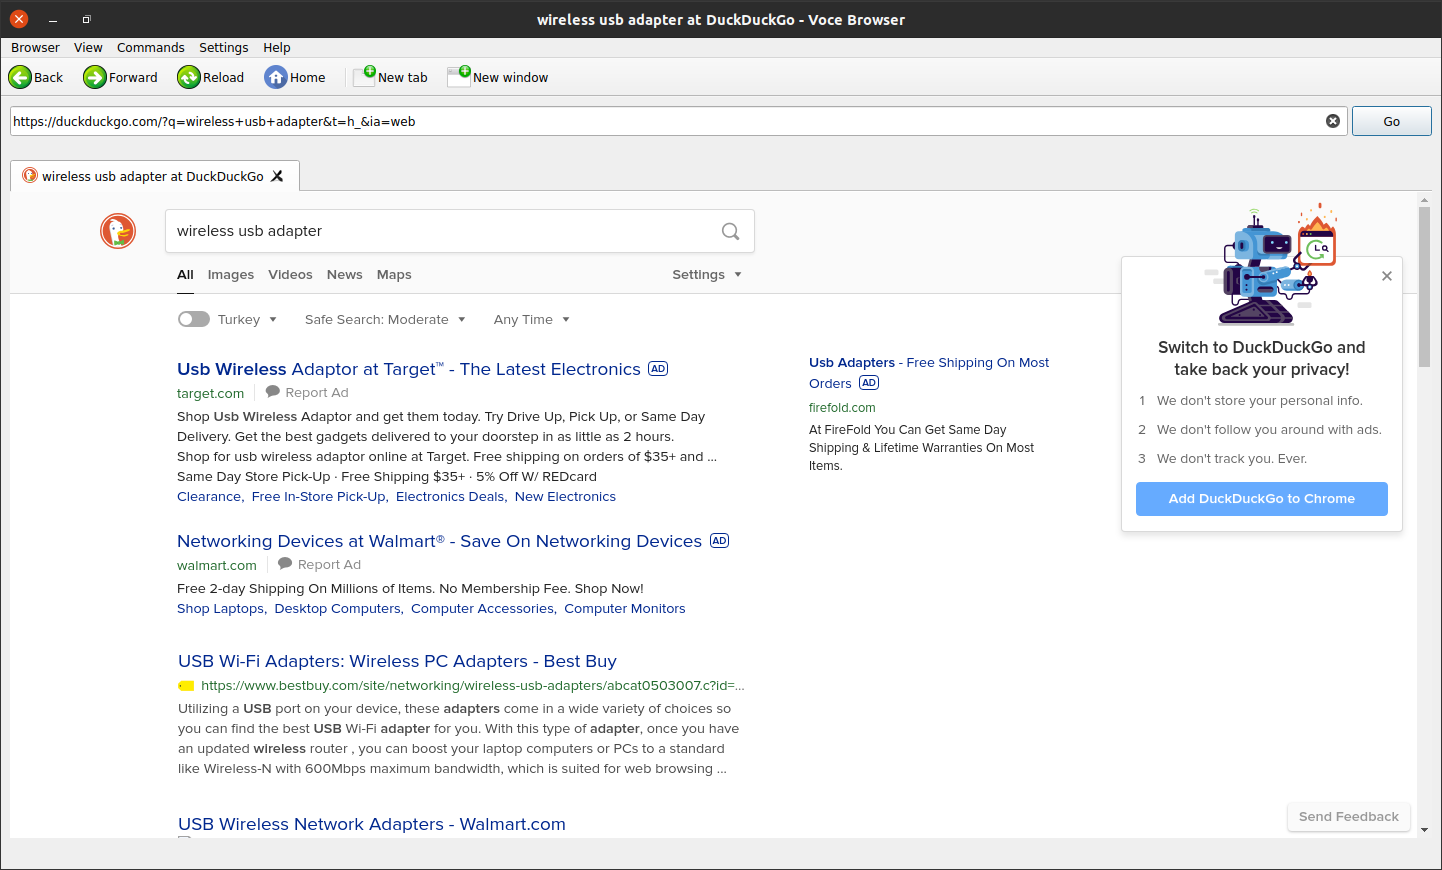 wireless usb adapter at DuckDuckGo - Voce Browser
Browser View Commands Settings Help
Back Forward Reload Home New tab New window
https://duckduckgo.com/?q=wireless+usb+adapter&t=h_&ia=web
Go
wireless usb adapter at DuckDuckGo
wireless usb adapter
All Images Videos News Maps Settings
Turkey Safe Search: Moderate Any Time
Usb Wireless Adaptor at Target™ - The Latest Electronics AD
target.com Report Ad
Shop Usb Wireless Adaptor and get them today. Try Drive Up, Pick Up, or Same Day
Delivery. Get the best gadgets delivered to your doorstep in as little as 2 hours.
Shop for usb wireless adaptor online at Target. Free shipping on orders of $35+ and ...
Same Day Store Pick-Up · Free Shipping $35+ · 5% Off W/ REDcard
Clearance, Free In-Store Pick-Up, Electronics Deals, New Electronics
Networking Devices at Walmart® - Save On Networking Devices AD
walmart.com Report Ad
Free 2-day Shipping On Millions of Items. No Membership Fee. Shop Now!
Shop Laptops, Desktop Computers, Computer Accessories, Computer Monitors
USB Wi-Fi Adapters: Wireless PC Adapters - Best Buy
https://www.bestbuy.com/site/networking/wireless-usb-adapters/abcat0503007.c?id=...
Utilizing a USB port on your device, these adapters come in a wide variety of choices so
you can find the best USB Wi-Fi adapter for you. With this type of adapter, once you have
an updated wireless router , you can boost your laptop computers or PCs to a standard
like Wireless-N with 600Mbps maximum bandwidth, which is suited for web browsing ...
USB Wireless Network Adapters - Walmart.com
Usb Adapters - Free Shipping On Most
Orders AD
firefold.com
At FireFold You Can Get Same Day
Shipping & Lifetime Warranties On Most
Items.
Switch to DuckDuckGo and
take back your privacy!
1 We don't store your personal info.
2 We don't follow you around with ads.
3 We don't track you. Ever.
Add DuckDuckGo to Chrome
Send Feedback